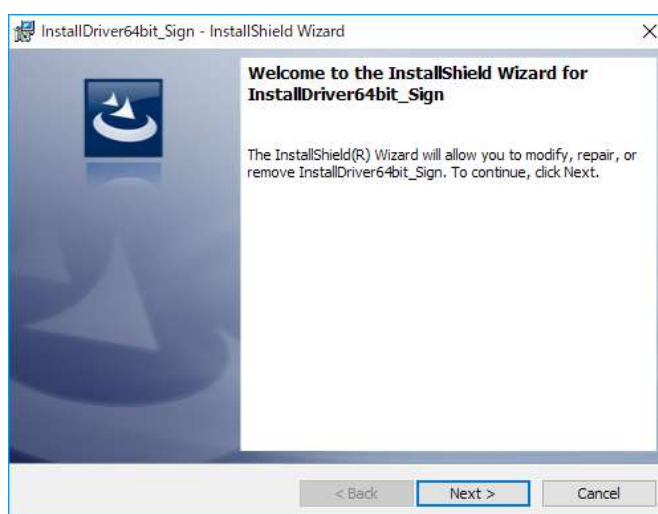 InstallDriver64bit_Sign - InstallShield Wizard
Welcome to the InstallShield Wizard for
InstallDriver64bit_Sign
The InstallShield(R) Wizard will allow you to modify, repair, or
remove InstallDriver64bit_Sign. To continue, click Next.
< Back
Next >
Cancel